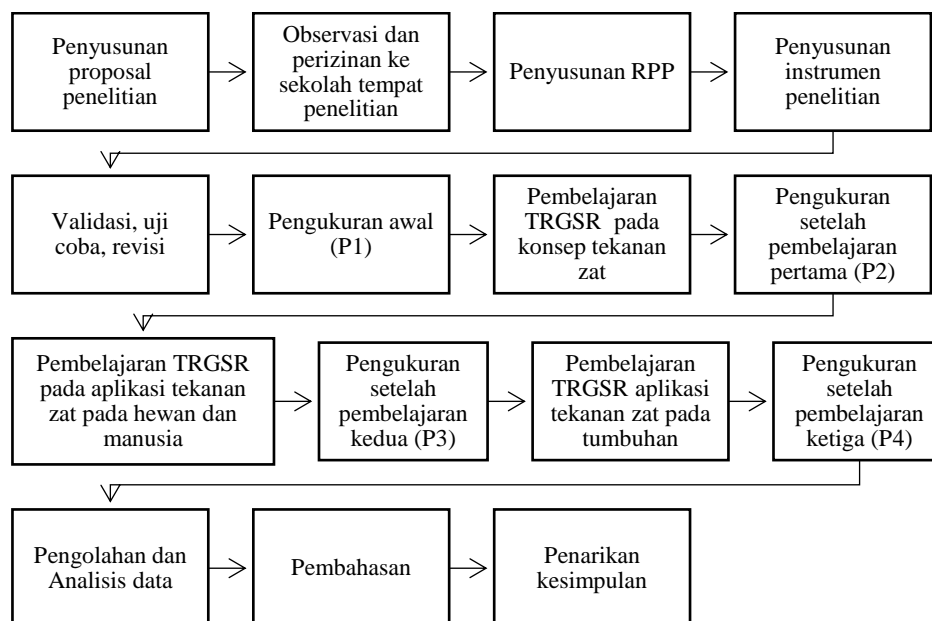 Penyusunan
proposal
penelitian
Observasi dan
perizinan ke
sekolah tempat
penelitian
Penyusunan RPP
Penyusunan
instrumen
penelitian
Validasi, uji
coba, revisi
Pengukuran awal
(P1)
Pembelajaran
TRGSR pada
konsep tekanan
zat
Pengukuran
setelah
pembelajaran
pertama (P2)
Pembelajaran TRGSR
pada aplikasi tekanan
zat pada hewan dan
manusia
Pengukuran
setelah
pembelajaran
kedua (P3)
Pembelajaran
TRGSR aplikasi
tekanan zat pada
tumbuhan
Pengukuran
setelah
pembelajaran
ketiga (P4)
Pengolahan dan
Analisis data
Pembahasan
Penarikan
kesimpulan